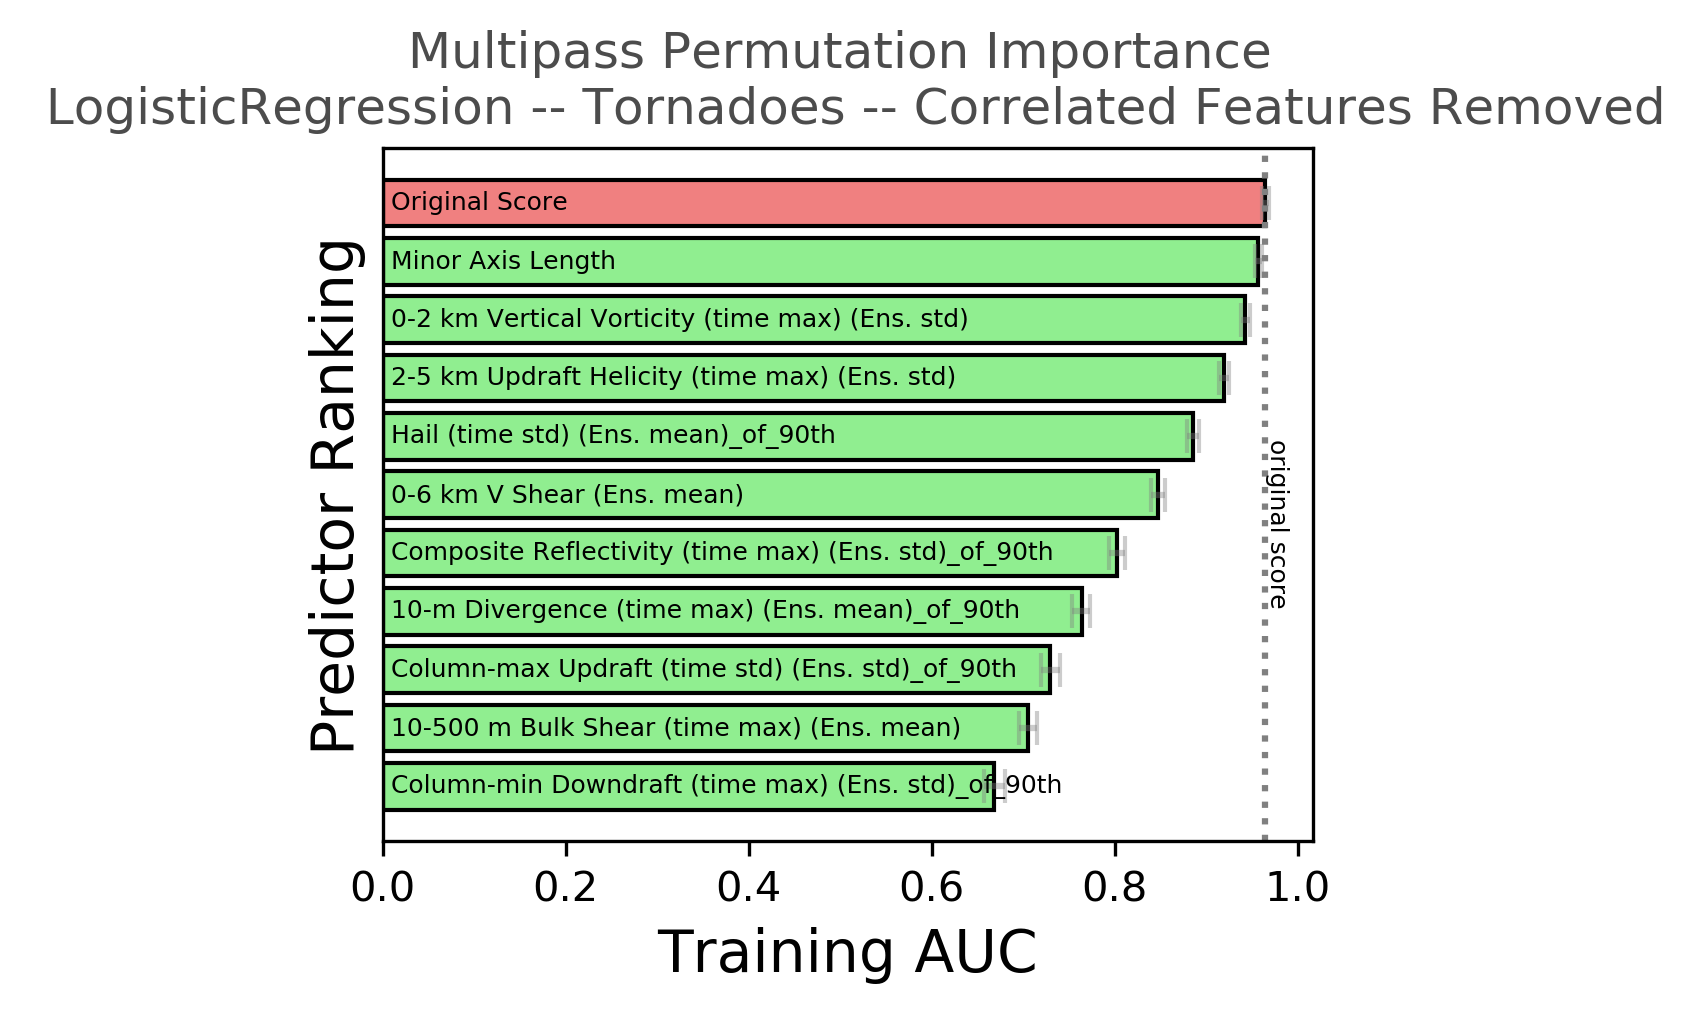 Multipass Permutation Importance
LogisticRegression -- Tornadoes -- Correlated Features Removed
Predictor Ranking
Original Score
Minor Axis Length
0-2 km Vertical Vorticity (time max) (Ens. std)
2-5 km Updraft Helicity (time max) (Ens. std)
Hail (time std) (Ens. mean)_of_90th
0-6 km V Shear (Ens. mean)
Composite Reflectivity (time max) (Ens. std)_of_90th
10-m Divergence (time max) (Ens. mean)_of_90th
Column-max Updraft (time std) (Ens. std)_of_90th
10-500 m Bulk Shear (time max) (Ens. mean)
Column-min Downdraft (time max) (Ens. std)_of_90th
original score
0.0 0.2 0.4 0.6 0.8 1.0
Training AUC